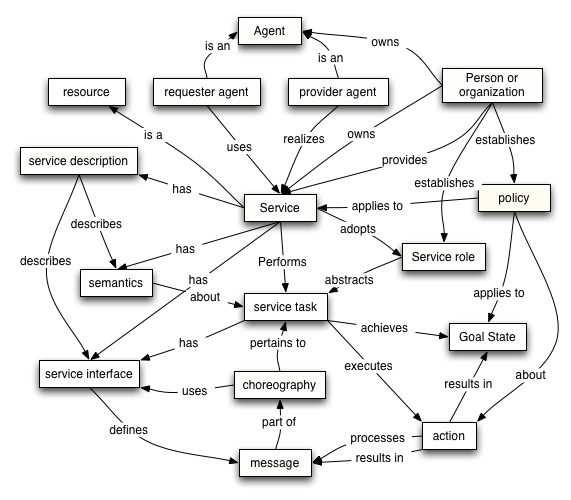 Agent
is an
owns
is an
Person or
organization
resource
requester agent
provider agent
is a
uses
realizes
owns
establishes
service description
provides
has
establishes
policy
Service
applies to
describes
adopts
describes
has
Performs
Service role
semantics
has
about
abstracts
applies to
service task
achieves
Goal State
has
pertains to
service interface
executes
about
choreography
uses
results in
defines
part of
processes
action
message
results in